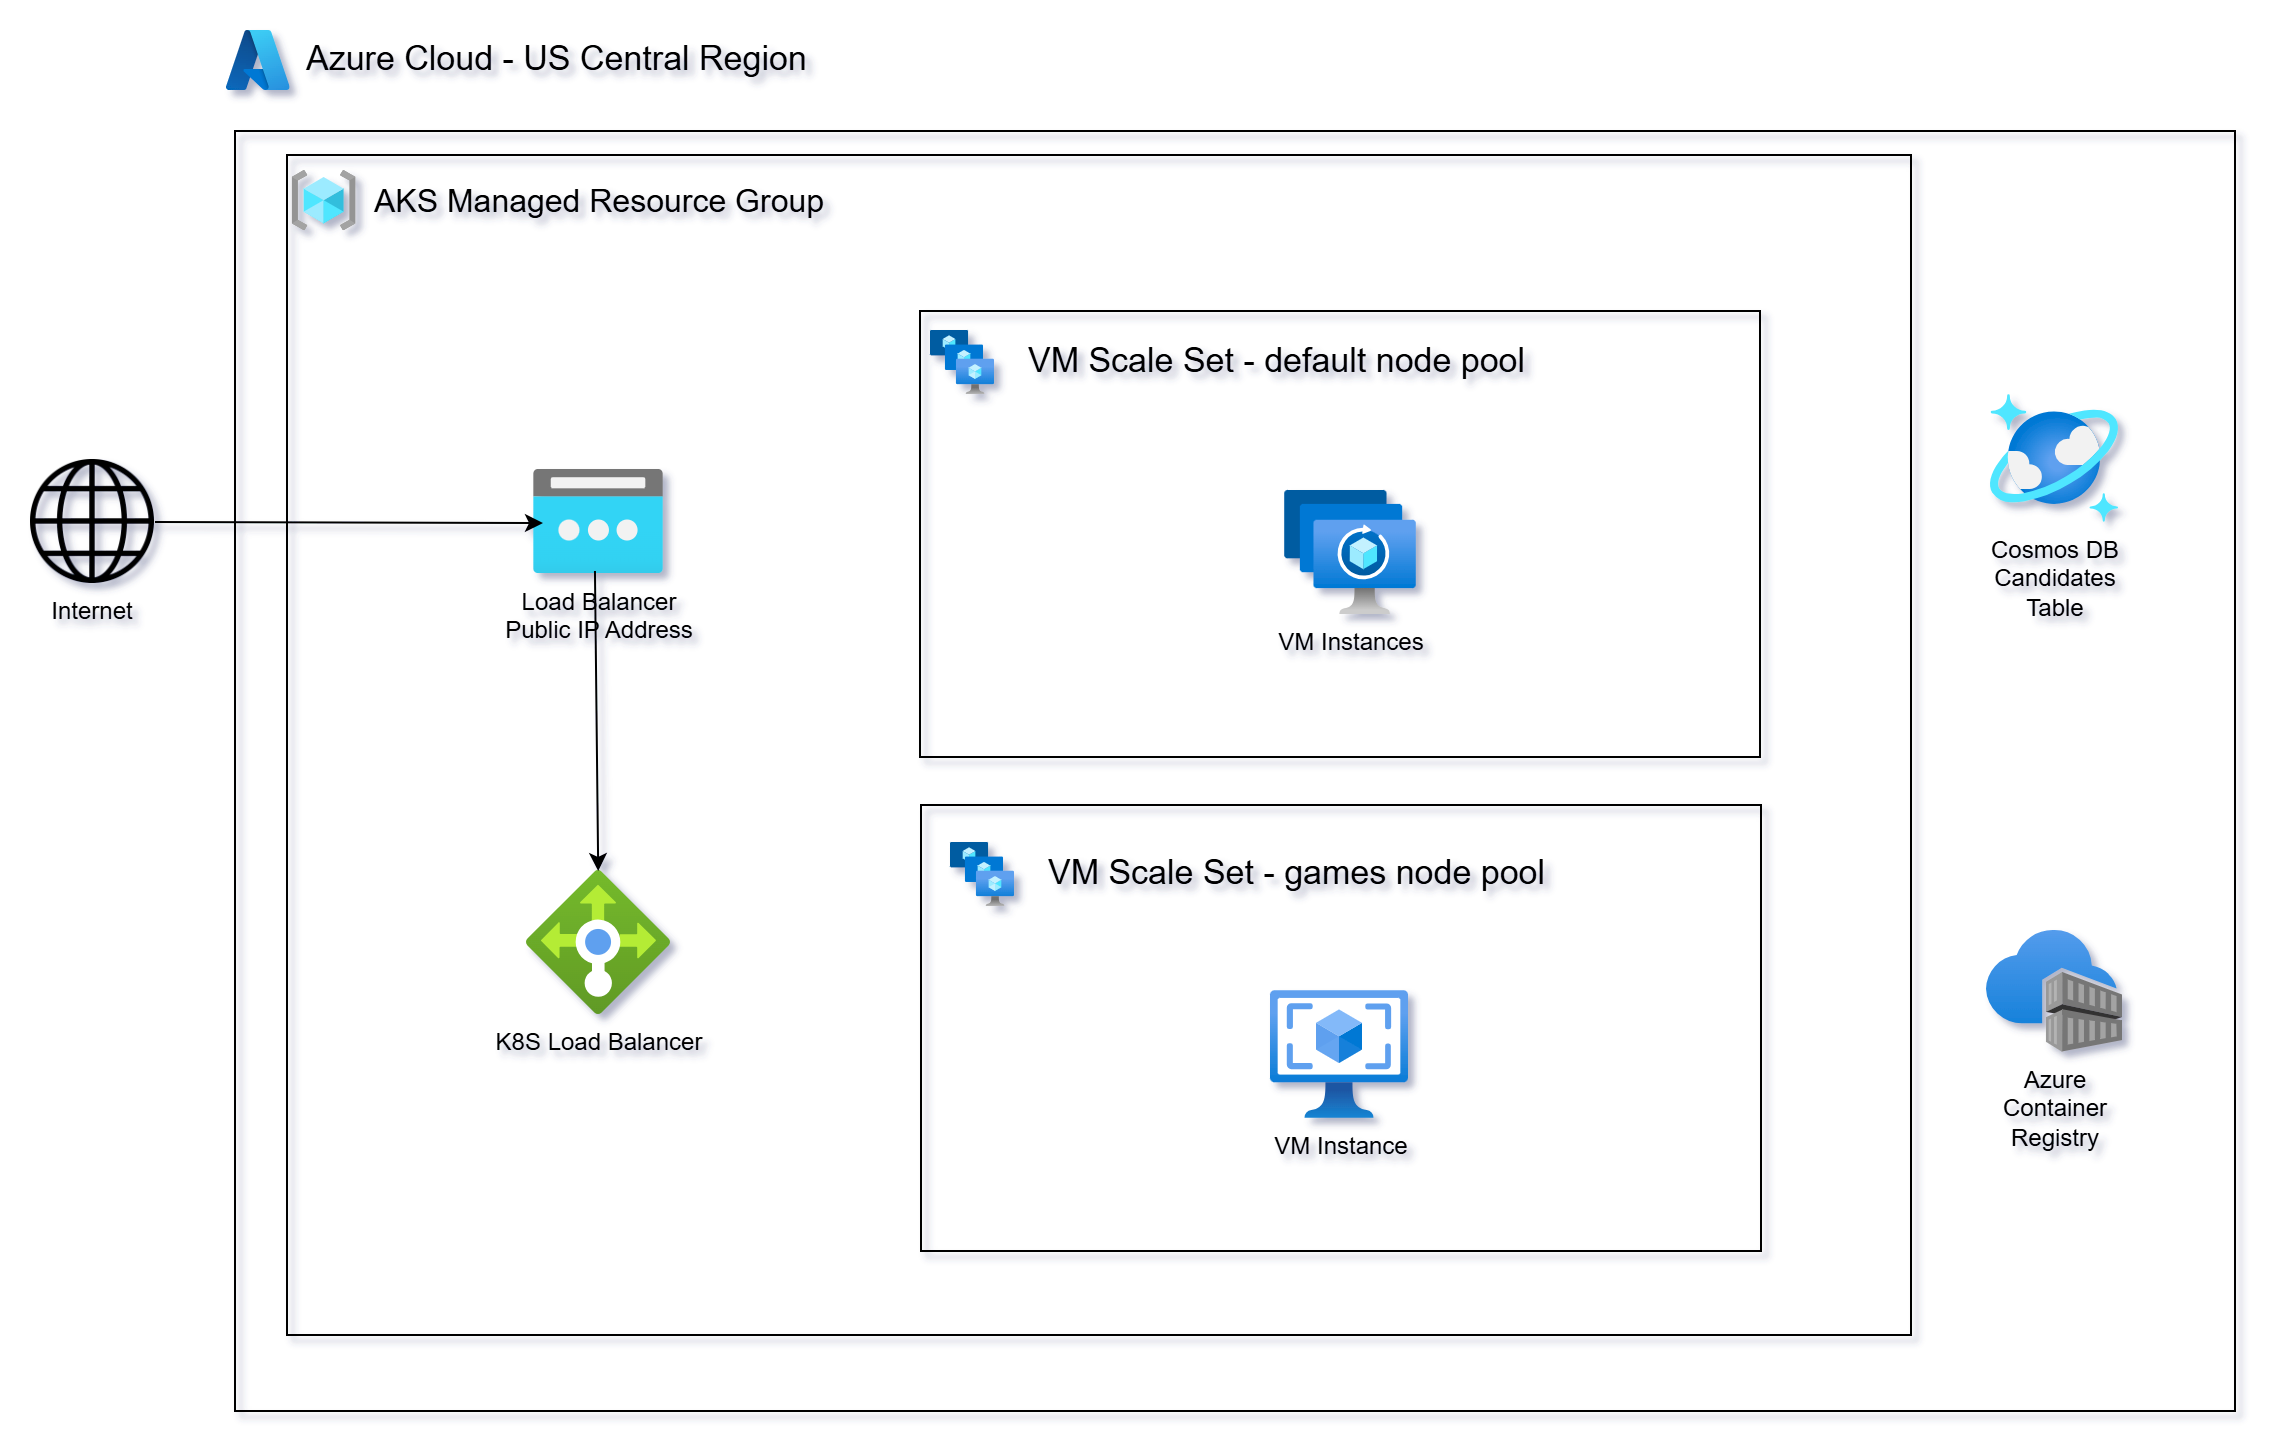 Azure Cloud - US Central Region
AKS Managed Resource Group
VM Scale Set - default node pool
Internet
Load Balancer
Public IP Address
VM Instances
Cosmos DB
Candidates
Table
VM Scale Set - games node pool
K8S Load Balancer
VM Instance
Azure
Container
Registry